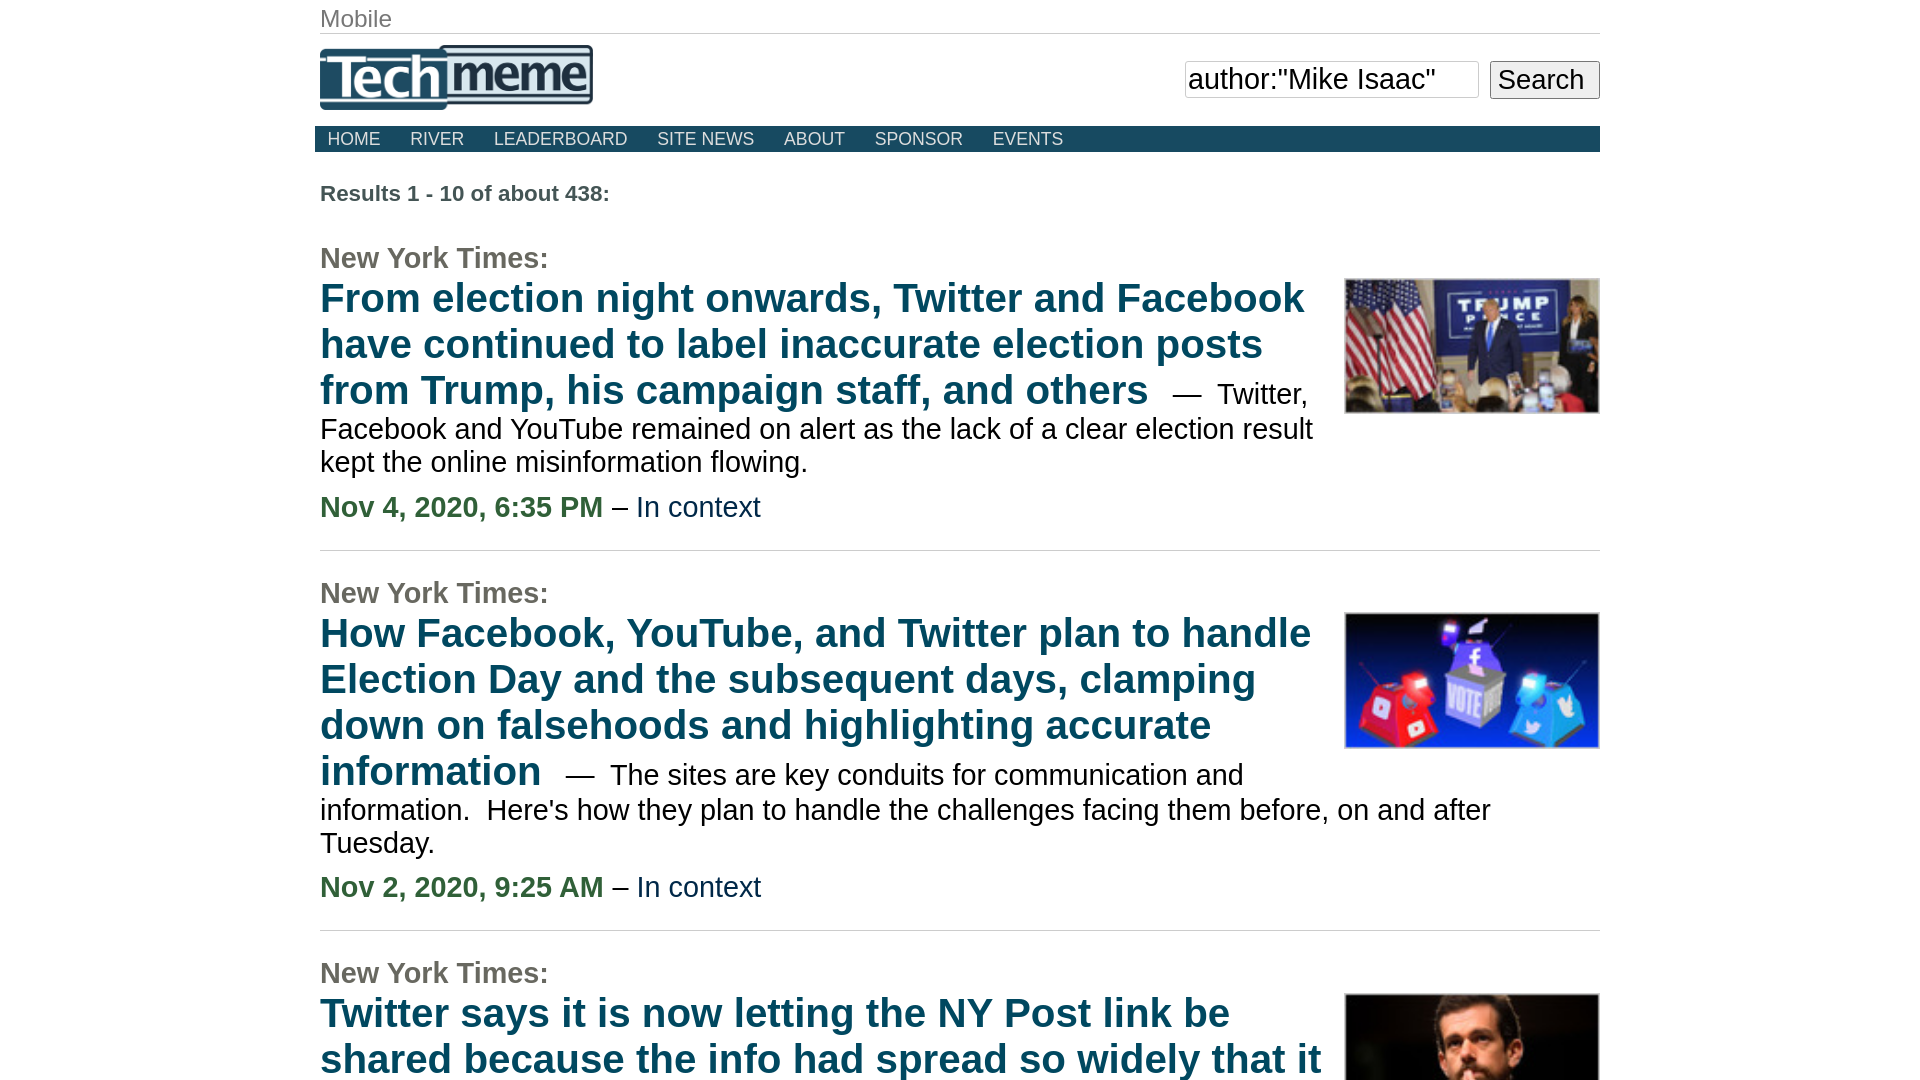 Mobile
Techmeme
author:"Mike Isaac"
Search
HOME RIVER LEADERBOARD SITE NEWS ABOUT SPONSOR EVENTS
Results 1 - 10 of about 438:
New York Times:
From election night onwards, Twitter and Facebook
have continued to label inaccurate election posts
from Trump, his campaign staff, and others — Twitter,
Facebook and YouTube remained on alert as the lack of a clear election result
kept the online misinformation flowing.
TRUMP
PENCE
Nov 4, 2020, 6:35 PM – In context
New York Times:
How Facebook, YouTube, and Twitter plan to handle
Election Day and the subsequent days, clamping
down on falsehoods and highlighting accurate
information — The sites are key conduits for communication and
information. Here's how they plan to handle the challenges facing them before, on and after
Tuesday.
VOTE
Nov 2, 2020, 9:25 AM – In context
New York Times:
Twitter says it is now letting the NY Post link be
shared because the info had spread so widely that it